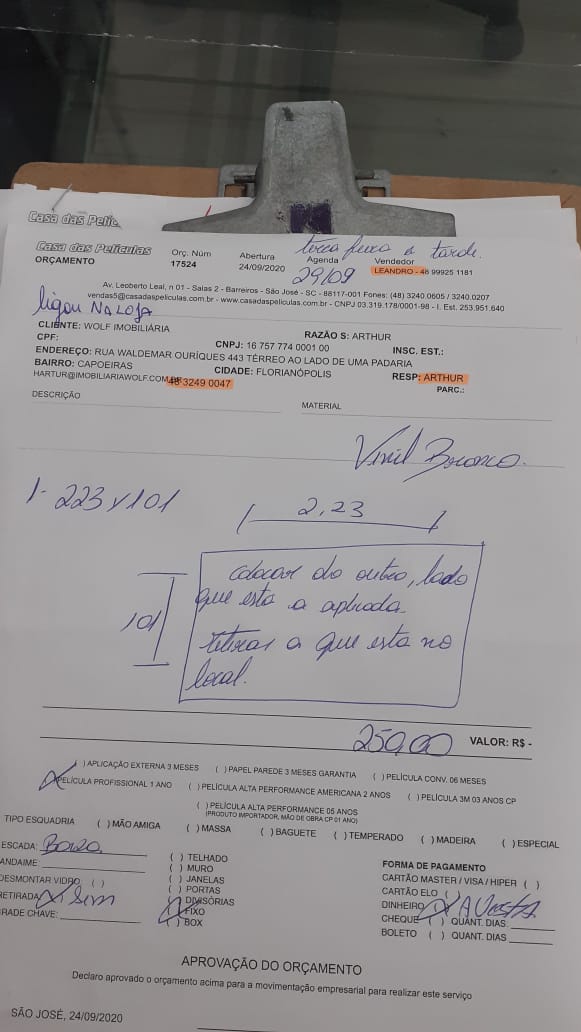 Casa das Pelíc
Casa das Películas
ORÇAMENTO
Orç. Núm
17524
Abertura
24/09/2020
terca feira a tarde.
Agenda
29/09
Vendedor
LEANDRO - 48 99925 1181
Av. Leoberto Leal, n 01 - Salas 2 - Barreiros - São José - SC - 88117-001 Fones: (48) 3240.0605 / 3240.0207
vendas5@casadaspeliculas.com.br - www.casadaspeliculas.com.br - CNPJ 03.319.178/0001-98 - I. Est. 253.951.640
ligou NA LOJA
CLIENTE: WOLF IMOBILIÁRIA
RAZÃO S: ARTHUR
CPF:
CNPJ: 16 757 774 0001 00
INSC. EST.:
ENDEREÇO: RUA WALDEMAR OURÍQUES 443 TÉRREO AO LADO DE UMA PADARIA
BAIRRO: CAPOEIRAS
CIDADE: FLORIANÓPOLIS
RESP: ARTHUR
HARTUR@IMOBILIARIAWOLF.COM.BR
48 3249 0047
PARC.:
DESCRIÇÃO
MATERIAL
Vinil Branco.
1- 223 x 101
2,23
101
colocar do outro, lado
que esta a aplicada.
retirar a que esta no
local.
250,00
VALOR: R$ -
( ) APLICAÇÃO EXTERNA 3 MESES ( ) PAPEL PAREDE 3 MESES GARANTIA ( ) PELÍCULA CONV. 06 MESES
(X) PELÍCULA PROFISSIONAL 1 ANO ( ) PELÍCULA ALTA PERFORMANCE AMERICANA 2 ANOS ( ) PELÍCULA 3M 03 ANOS CP
( ) PELÍCULA ALTA PERFORMANCE 05 ANOS
(PRODUTO IMPORTADOR, MÃO DE OBRA CP 01 ANO)
TIPO ESQUADRIA ( ) MÃO AMIGA ( ) MASSA ( ) BAGUETE ( ) TEMPERADO ( ) MADEIRA ( ) ESPECIAL
ESCADA:
ANDAIME:
DESMONTAR VIDRO ( )
RETIRADA (X) Sim
GRADE CHAVE:
( ) TELHADO
( ) MURO
( ) JANELAS
( ) PORTAS
( ) DIVISÓRIAS
(X) FIXO
( ) BOX
FORMA DE PAGAMENTO
CARTÃO MASTER / VISA / HIPER ( )
CARTÃO ELO ( )
DINHEIRO (X) A Vista
CHEQUE ( ) QUANT. DIAS:
BOLETO ( ) QUANT. DIAS
APROVAÇÃO DO ORÇAMENTO
Declaro aprovado o orçamento acima para a movimentação empresarial para realizar este serviço
SÃO JOSÉ, 24/09/2020